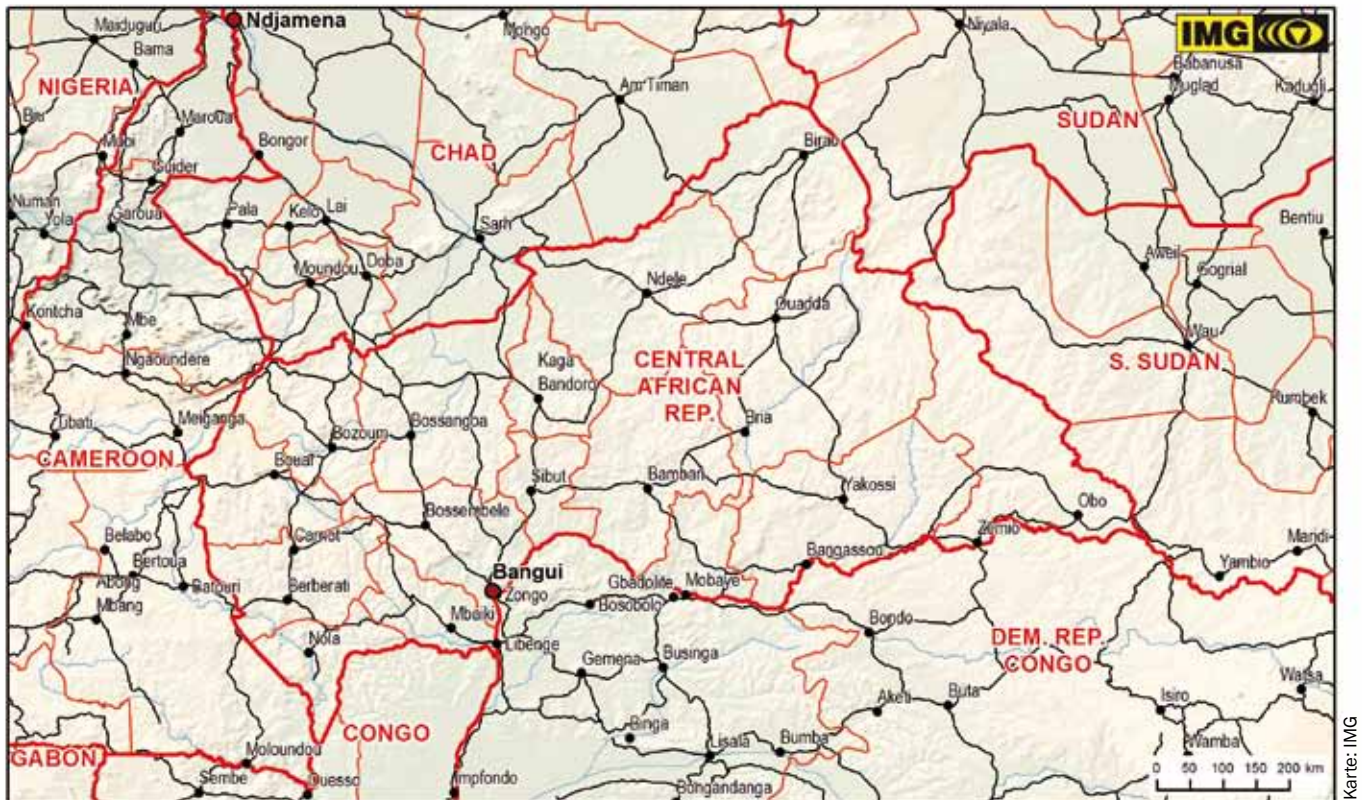 Ndjamena
Maiduguri
Mongo
Nyala
IMG
Bama
Babanusa
NIGERIA
Am Timan
Muglad
Kadugli
Biu
Maroua
SUDAN
Mubi
Bongor
CHAD
Birao
Guider
Numan
Yola
Garoua
Pala
Kelo
Lai
Sarh
Bentiu
Moundou
Doba
Ndele
Aweil
Gogrial
Kontcha
Mbe
Ouadda
Wau
Ngaoundere
Kaga
Bandoro
CENTRAL
AFRICAN
REP.
S. SUDAN
Rumbek
Tibati
Meiganga
Bozoum
Bossangoa
Bria
CAMEROON
Bouar
Sibut
Bambari
Yakossi
Bossembele
Obo
Belabo
Carnot
Zemio
Maridi
Bertoua
Bangassou
Abong
Mbang
Batouri
Berberati
Bangui
Zongo
Gbadolite
Mobaye
Bosobolo
Yambio
Mbaiki
Nola
Libenge
Bondo
DEM. REP.
CONGO
Gemena
Businga
Watsa
Aketi
Buta
Isiro
CONGO
Binga
Lisala
Bumba
Wamba
GABON
Moloundou
Sembe
Ouesso
Impfondo
Bongandanga
0 50 100 150 200 km
Karte: IMG